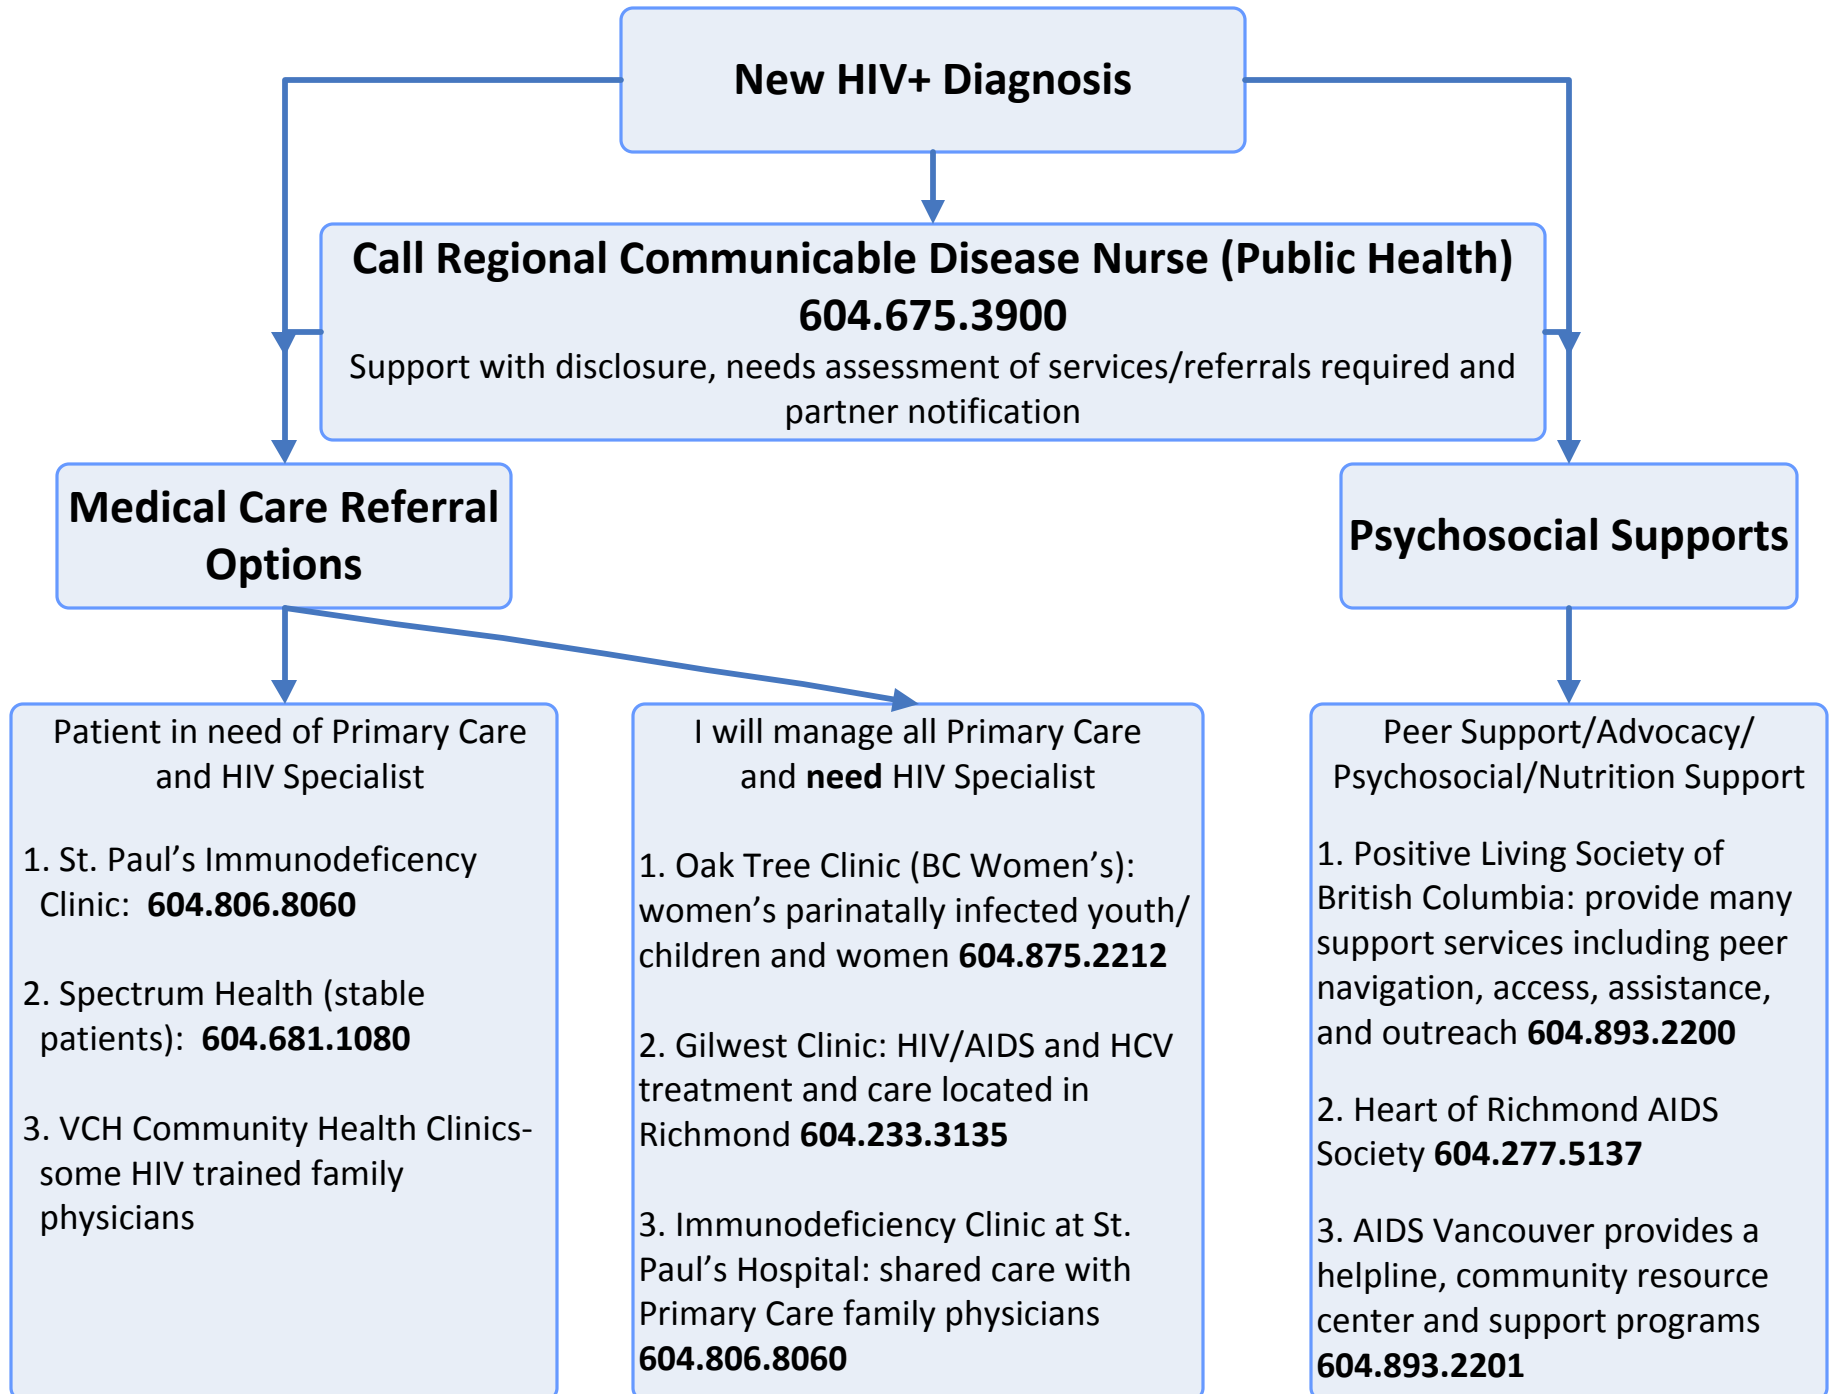 New HIV+ Diagnosis
Call Regional Communicable Disease Nurse (Public Health)
604.675.3900
Support with disclosure, needs assessment of services/referrals required and
partner notification
Medical Care Referral
Options
Psychosocial Supports
Patient in need of Primary Care
and HIV Specialist
1. St. Paul’s Immunodeficency
Clinic:  604.806.8060
2. Spectrum Health (stable
patients):  604.681.1080
3. VCH Community Health Clinics-
some HIV trained family
physicians
I will manage all Primary Care
and need HIV Specialist
1. Oak Tree Clinic (BC Women’s):
women’s parinatally infected youth/
children and women 604.875.2212
2. Gilwest Clinic: HIV/AIDS and HCV
treatment and care located in
Richmond 604.233.3135
3. Immunodeficiency Clinic at St.
Paul’s Hospital: shared care with
Primary Care family physicians
604.806.8060
Peer Support/Advocacy/
Psychosocial/Nutrition Support
1. Positive Living Society of
British Columbia: provide many
support services including peer
navigation, access, assistance,
and outreach 604.893.2200
2. Heart of Richmond AIDS
Society 604.277.5137
3. AIDS Vancouver provides a
helpline, community resource
center and support programs
604.893.2201